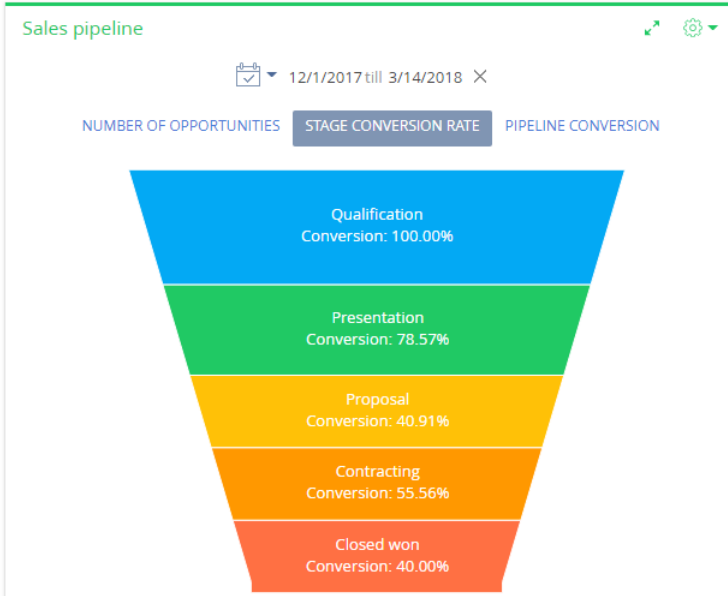 Sales pipeline
12/1/2017 till 3/14/2018
NUMBER OF OPPORTUNITIES STAGE CONVERSION RATE PIPELINE CONVERSION
Qualification
Conversion: 100.00%
Presentation
Conversion: 78.57%
Proposal
Conversion: 40.91%
Contracting
Conversion: 55.56%
Closed won
Conversion: 40.00%